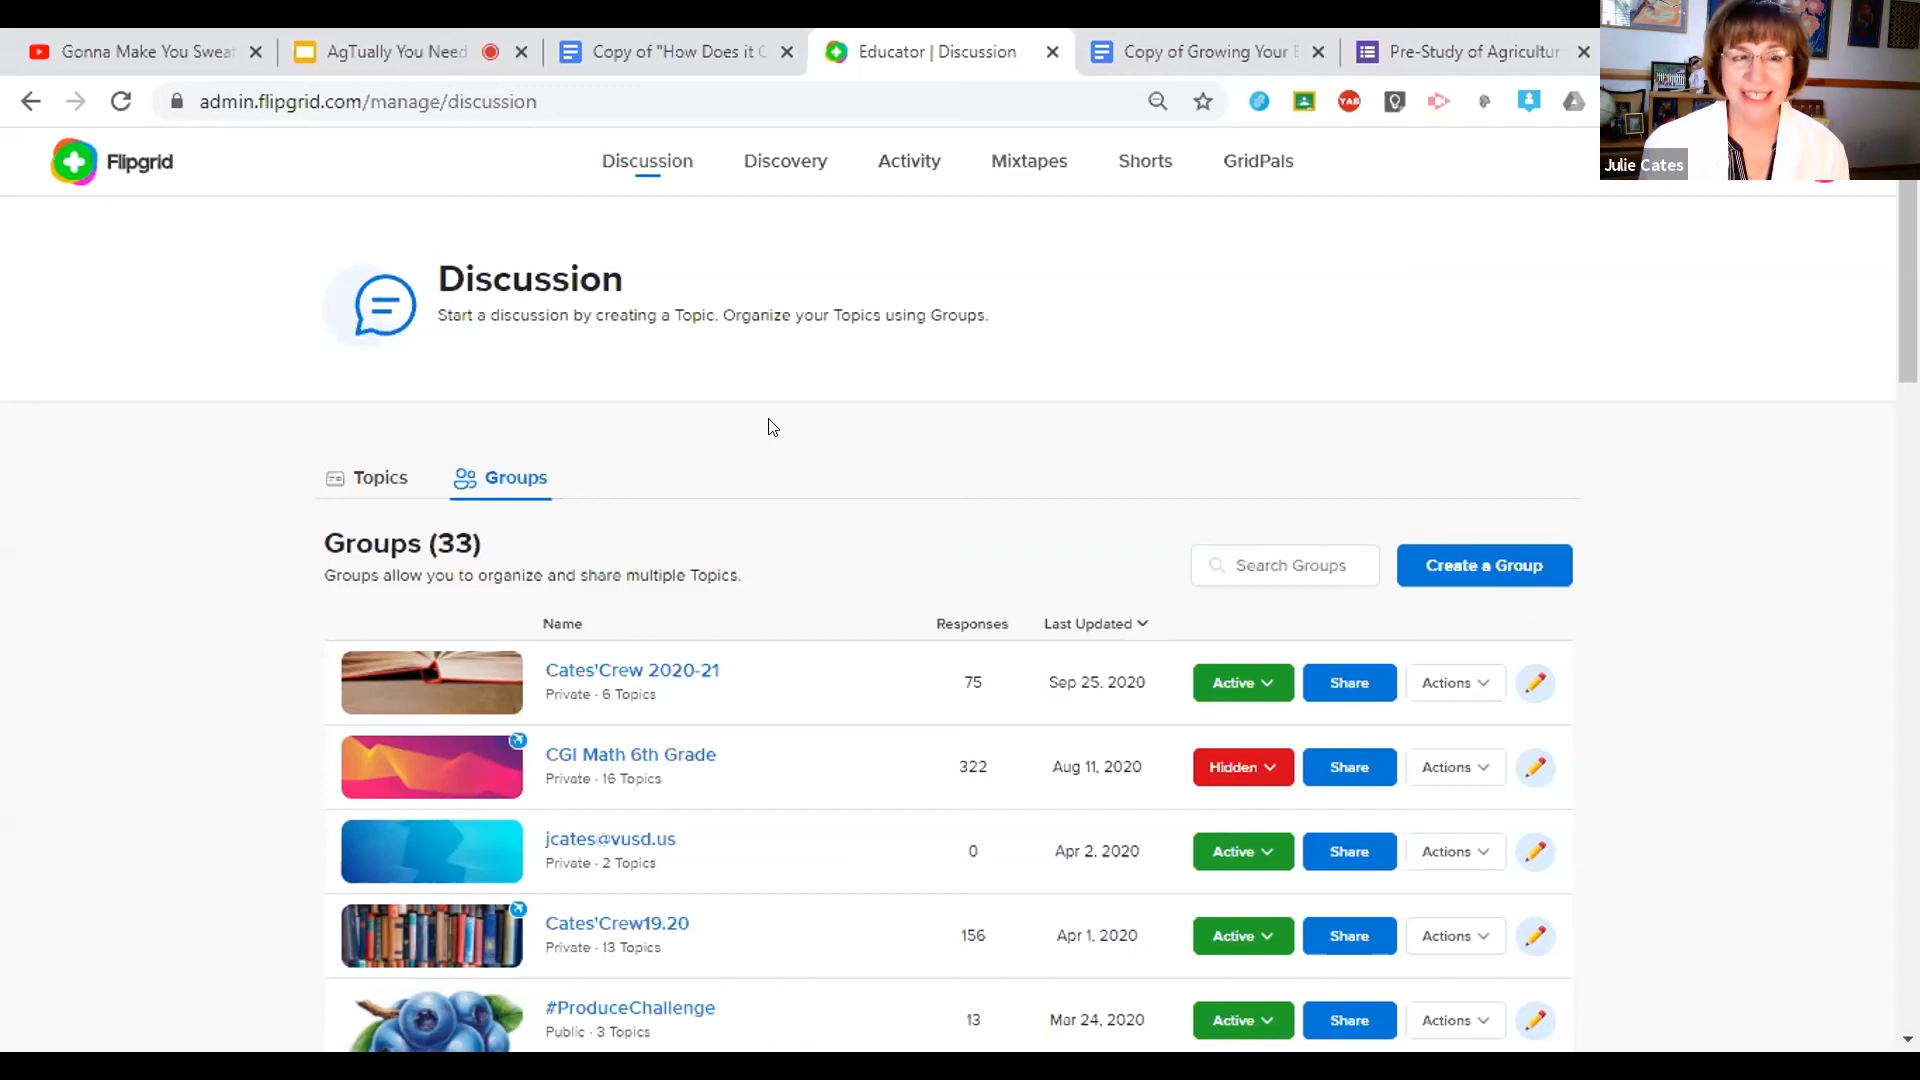 Gonna Make You Sweat
AgTually You Need
Copy of "How Does it C
Educator | Discussion
Copy of Growing Your E
Pre-Study of Agricultur
admin.flipgrid.com/manage/discussion
YAB
Julie Cates
Flipgrid
Discussion
Discovery
Activity
Mixtapes
Shorts
GridPals
Discussion
Start a discussion by creating a Topic. Organize your Topics using Groups.
Topics
Groups
Groups (33)
Groups allow you to organize and share multiple Topics.
Search Groups
Create a Group
Name
Responses
Last Updated
Cates'Crew 2020-21
Private · 6 Topics
75
Sep 25, 2020
Active
Share
Actions
CGI Math 6th Grade
Private · 16 Topics
322
Aug 11, 2020
Hidden
Share
Actions
jcates@vusd.us
Private · 2 Topics
0
Apr 2, 2020
Active
Share
Actions
Cates'Crew19.20
Private · 13 Topics
156
Apr 1, 2020
Active
Share
Actions
#ProduceChallenge
Public · 3 Topics
13
Mar 24, 2020
Active
Share
Actions